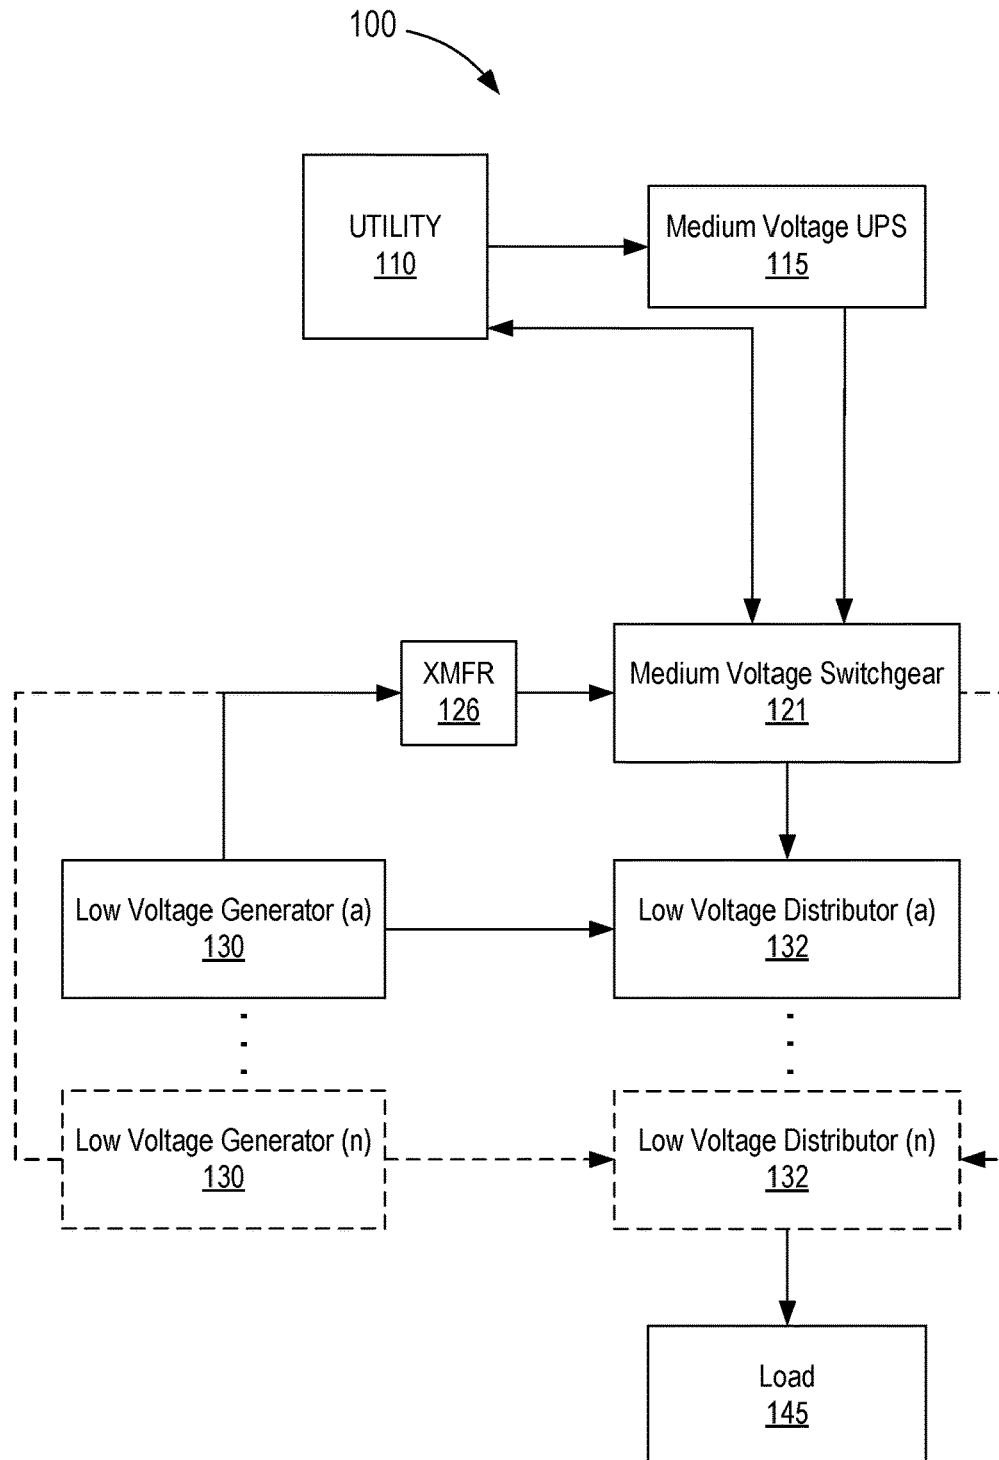 100
UTILITY
110
Medium Voltage UPS
115
XMFR
126
Medium Voltage Switchgear
121
Low Voltage Generator (a)
130
Low Voltage Distributor (a)
132
Low Voltage Generator (n)
130
Low Voltage Distributor (n)
132
Load
145